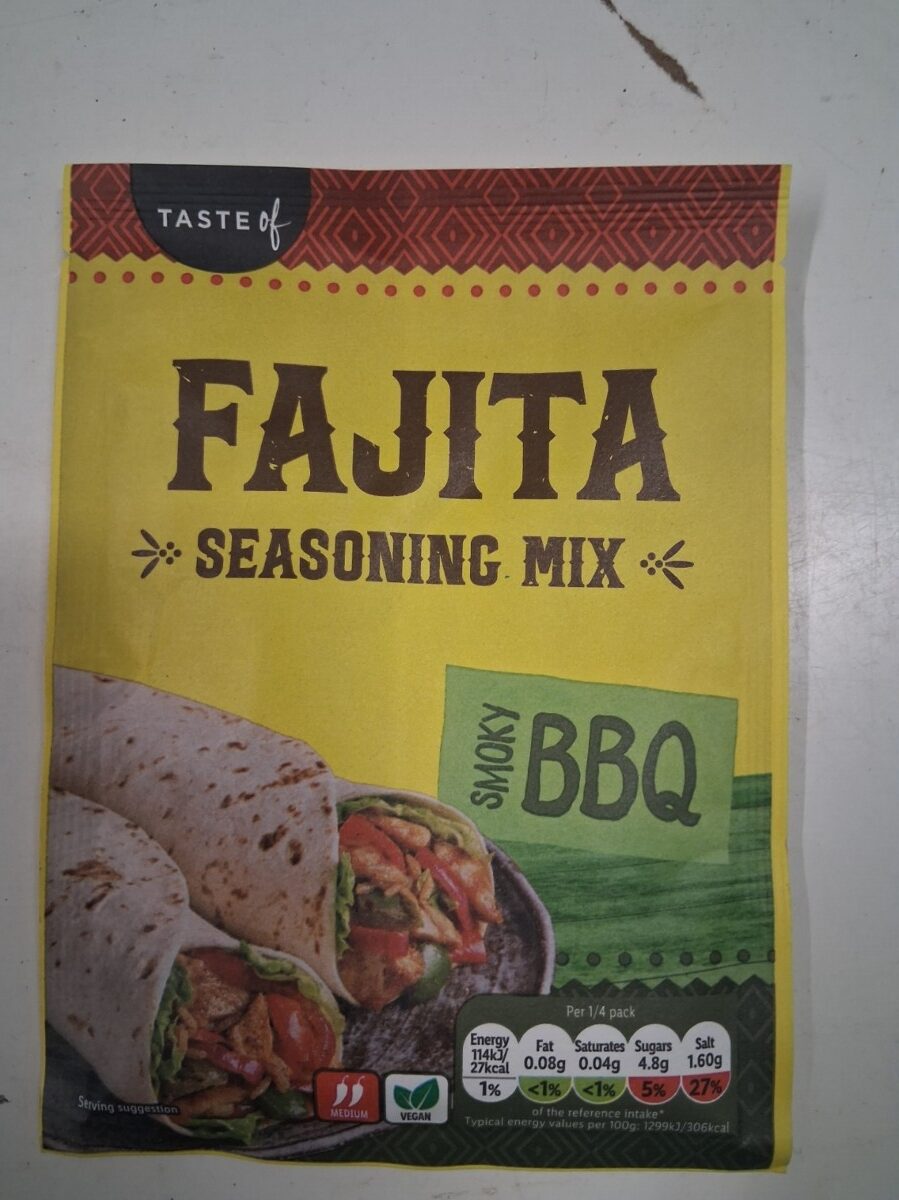 TASTE of
FAJITA
SEASONING MIX
SMOKY BBQ
Per 1/4 pack
Energy 114kJ/ 27kcal 1%
Fat 0.08g <1%
Saturates 0.04g <1%
Sugars 4.8g 5%
Salt 1.60g 27%
of the reference intake*
Typical energy values per 100g: 1299kJ/306kcal
MEDIUM
VEGAN
Serving suggestion